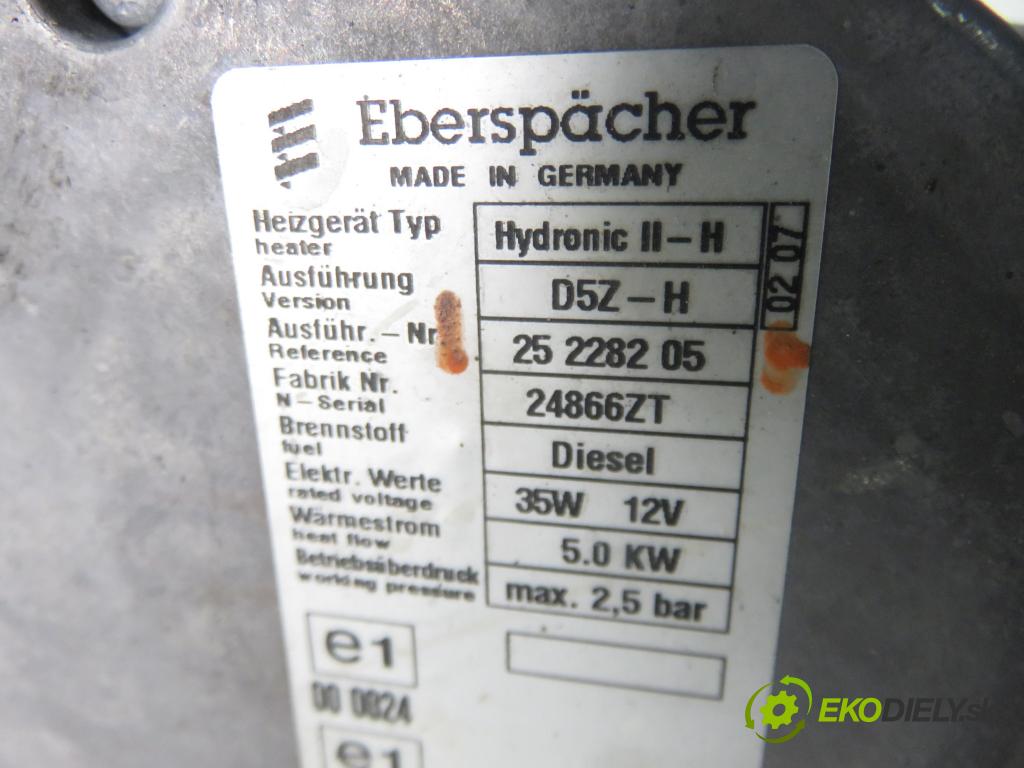 Eberspächer
MADE IN GERMANY
Heizgerät Typ Hydronic II-H 02 07
heater
Ausführung D5Z-H
Version
Ausführ.-Nr 25 2282 05
Reference
Fabrik Nr. 24866ZT
N-Serial
Brennstoff Diesel
fuel
Elektr. Werte 35W 12V
rated voltage
Wärmestrom 5.0 KW
heat flow
Betriebsüberdruck max. 2,5 bar
working pressure
e1
00 0024
e1
EKODIELY.sk